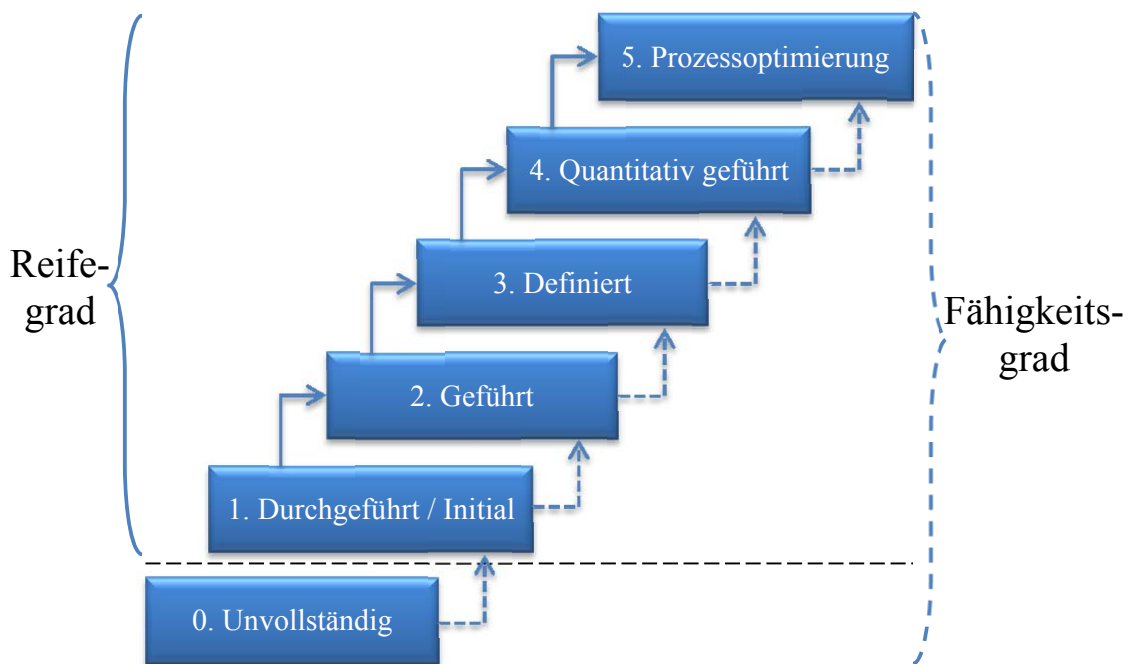 5. Prozessoptimierung
4. Quantitativ geführt
3. Definiert
Reife-
grad
Fähigkeits-
grad
2. Geführt
1. Durchgeführt / Initial
0. Unvollständig